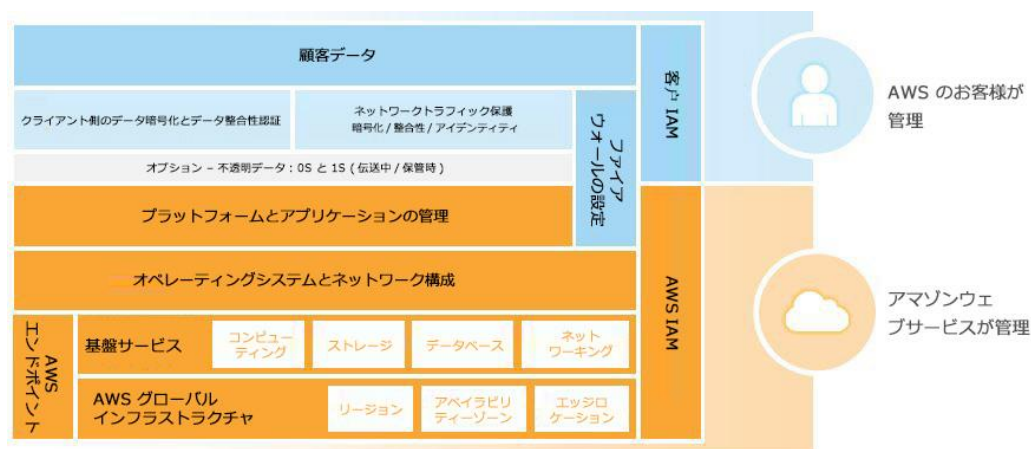 顧客データ
クライアント側のデータ暗号化とデータ整合性認証
ネットワークトラフィック保護
暗号化 / 整合性 / アイデンティティ
オプション – 不透明データ : 0S と 1S ( 伝送中 / 保管時 )
ファイア
ウォールの設定
客户 IAM
プラットフォームとアプリケーションの管理
オペレーティングシステムとネットワーク構成
AWS IAM
AWS
エンドポイント
基盤サービス
コンピュー
ティング
ストレージ
データベース
ネット
ワーキング
AWS グローバル
インフラストラクチャ
リージョン
アベイラビリ
ティーゾーン
エッジロ
ケーション
AWS のお客様が
管理
アマゾンウェ
ブサービスが管理